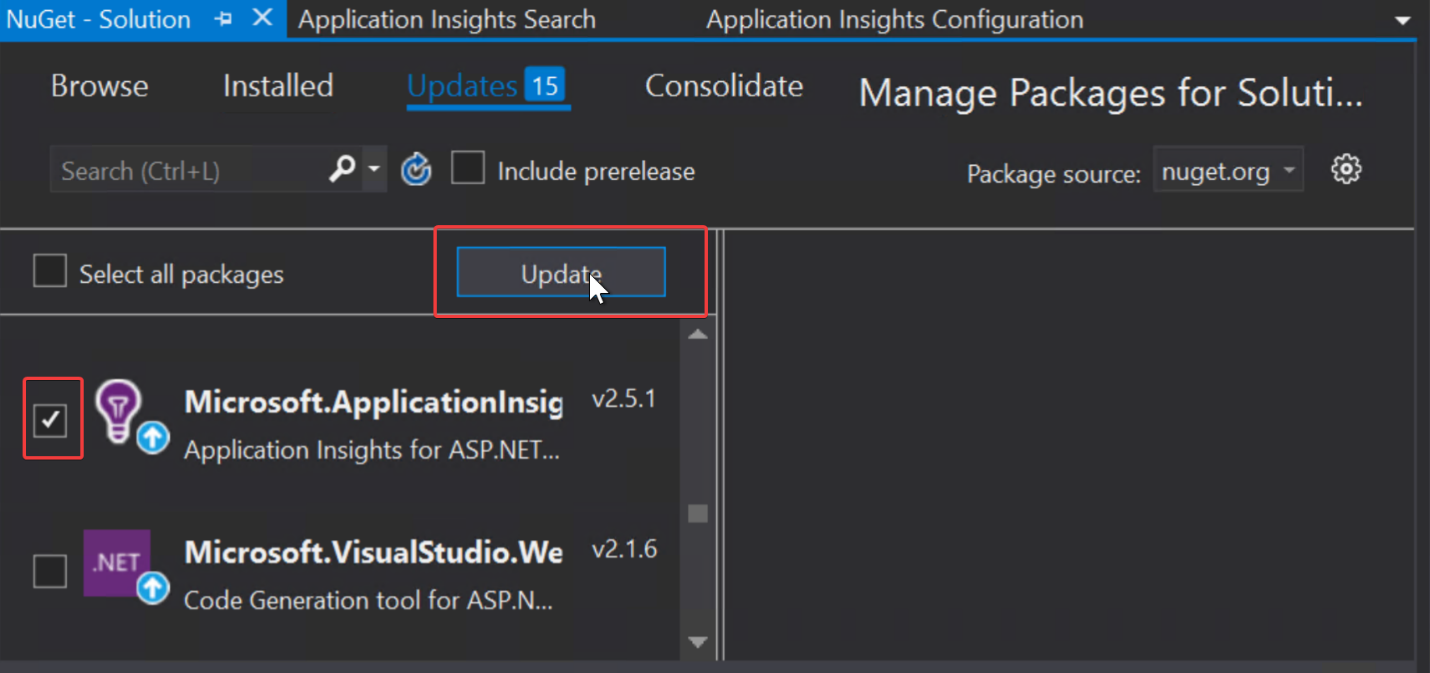 NuGet - Solution Application Insights Search Application Insights Configuration
Browse Installed Updates 15 Consolidate Manage Packages for Soluti...
Search (Ctrl+L) Include prerelease Package source: nuget.org
Select all packages Update
Microsoft.ApplicationInsig v2.5.1
Application Insights for ASP.NET...
.NET Microsoft.VisualStudio.We v2.1.6
Code Generation tool for ASP.N...